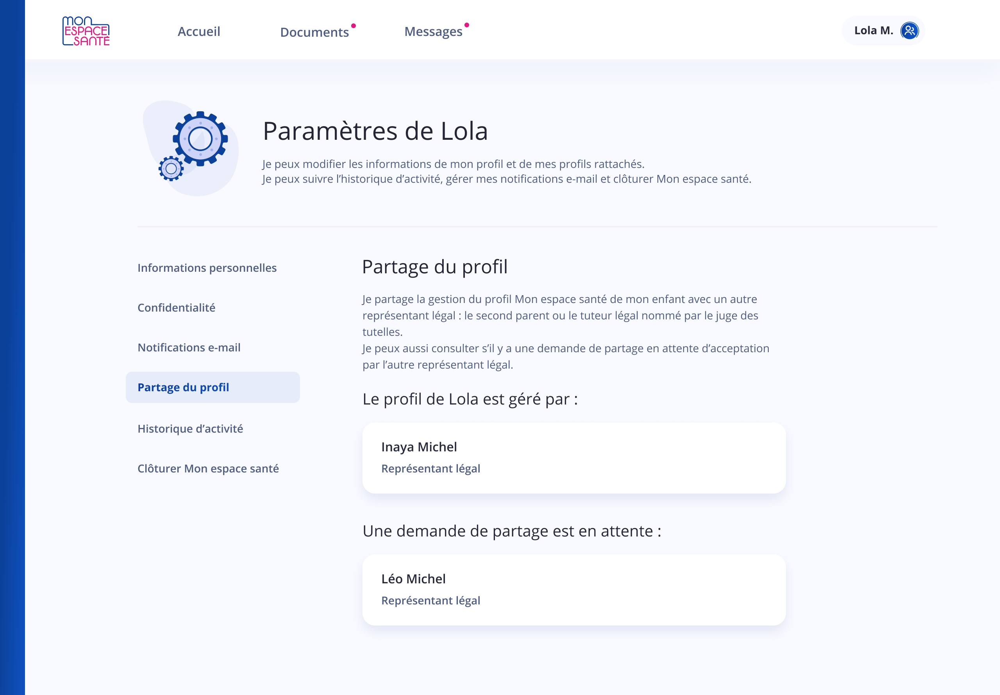 mon
ESPACE
SANTÉ
Accueil
Documents
Messages
Lola M.
Paramètres de Lola
Je peux modifier les informations de mon profil et de mes profils rattachés.
Je peux suivre l’historique d’activité, gérer mes notifications e-mail et clôturer Mon espace santé.
Informations personnelles
Confidentialité
Notifications e-mail
Partage du profil
Historique d’activité
Clôturer Mon espace santé
Partage du profil
Je partage la gestion du profil Mon espace santé de mon enfant avec un autre
représentant légal : le second parent ou le tuteur légal nommé par le juge des
tutelles.
Je peux aussi consulter s’il y a une demande de partage en attente d’acceptation
par l’autre représentant légal.
Le profil de Lola est géré par :
Inaya Michel
Représentant légal
Une demande de partage est en attente :
Léo Michel
Représentant légal